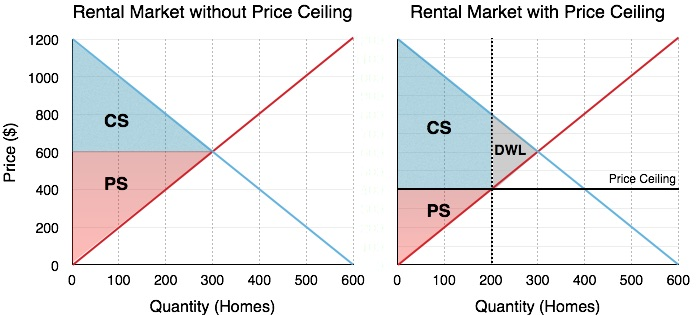 Rental Market without Price Ceiling
1200
1000
800
600
400
200
0
Price ($)
CS
PS
0 100 200 300 400 500 600
Quantity (Homes)
Rental Market with Price Ceiling
CS
DWL
Price Ceiling
PS
0 100 200 300 400 500 600
Quantity (Homes)